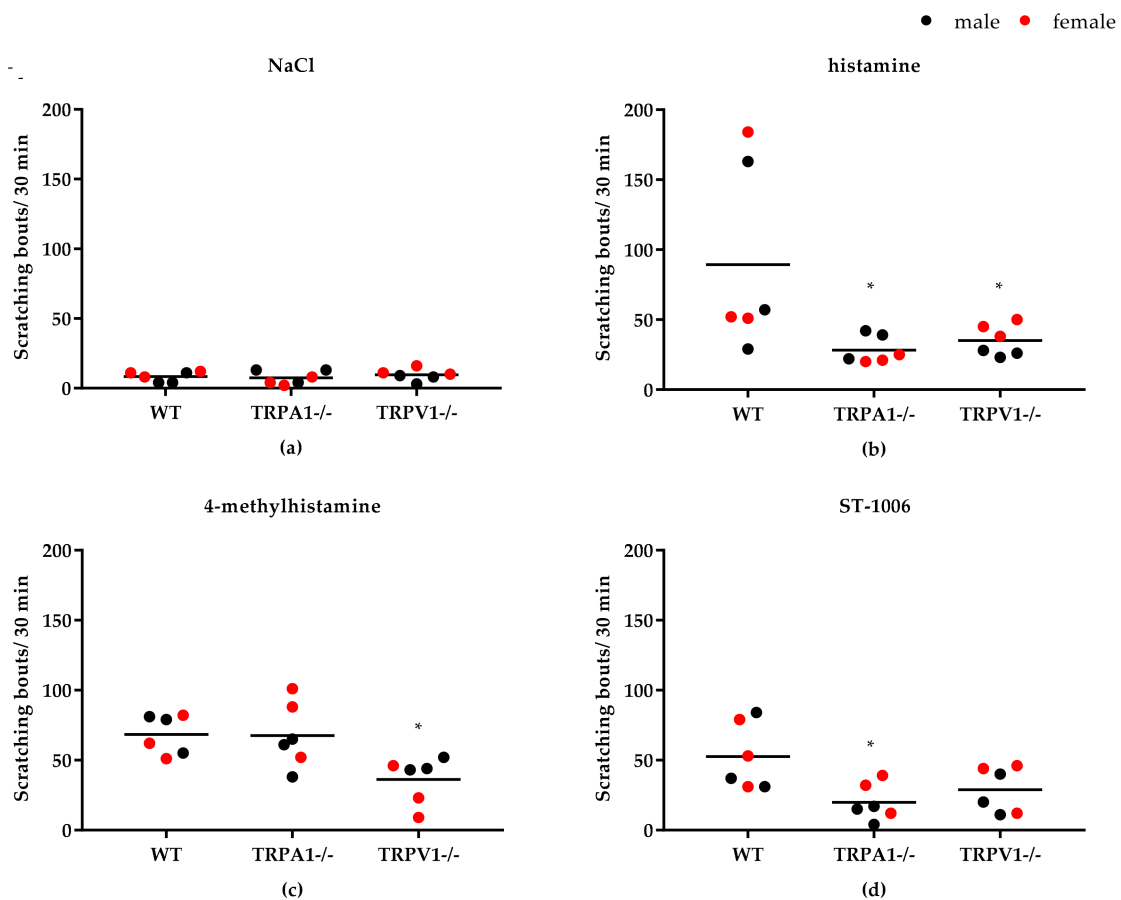 male female
- -
NaCl
Scratching bouts/ 30 min
200
150
100
50
0
WT TRPA1-/- TRPV1-/-
(a)
histamine
Scratching bouts/ 30 min
200
150
100
50
0
* *
WT TRPA1-/- TRPV1-/-
(b)
4-methylhistamine
Scratching bouts/ 30 min
200
150
100
50
0
*
WT TRPA1-/- TRPV1-/-
(c)
ST-1006
Scratching bouts/ 30 min
200
150
100
50
0
*
WT TRPA1-/- TRPV1-/-
(d)